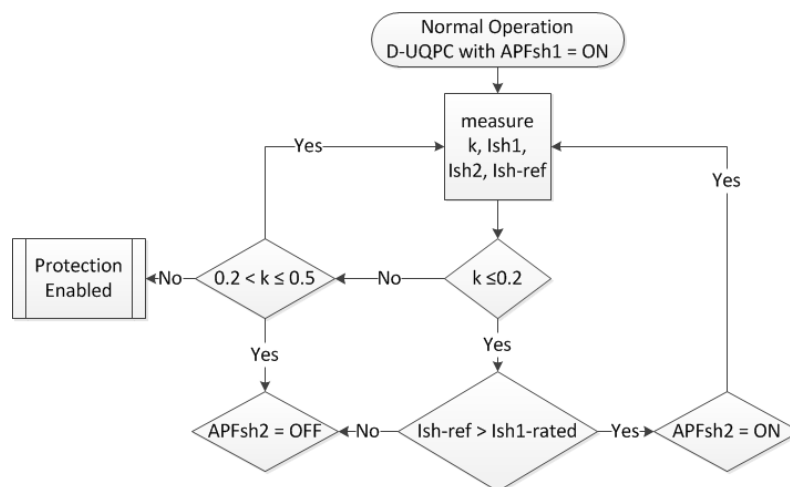 Normal Operation
D-UQPC with APFsh1 = ON
measure
k, Ish1,
Ish2, Ish-ref
Yes
Yes
Protection
Enabled
No
0.2 < k ≤ 0.5
No
k ≤0.2
Yes
Yes
APFsh2 = OFF
No
Ish-ref > Ish1-rated
Yes
APFsh2 = ON